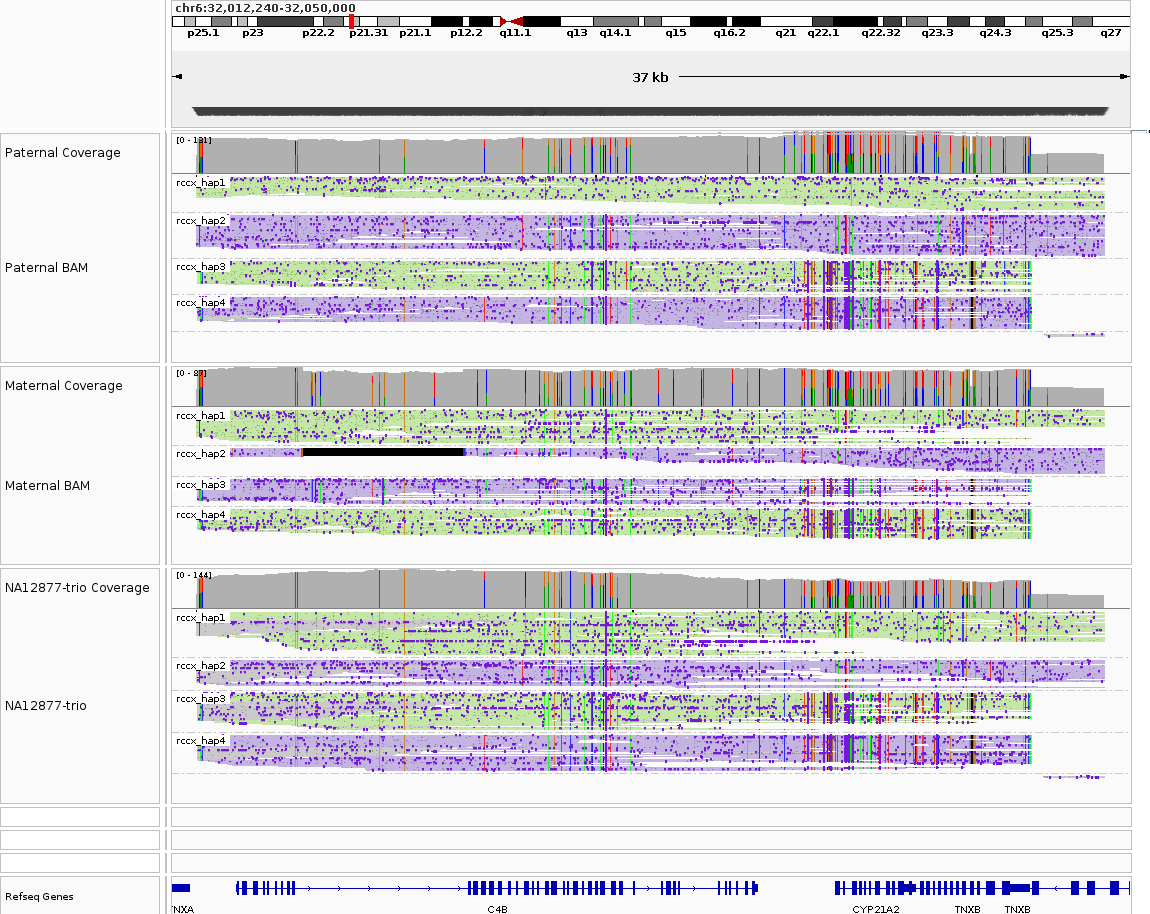 chr6:32,012,240-32,050,000
p25.1 p23 p22.2 p21.31 p21.1 p12.2 q11.1 q13 q14.1 q15 q16.2 q21 q22.1 q22.32 q23.3 q24.3 q25.3 q27
37 kb
Paternal Coverage
[0 - 131]
rccx_hap1
rccx_hap2
Paternal BAM
rccx_hap3
rccx_hap4
Maternal Coverage
[0 - 87]
rccx_hap1
rccx_hap2
Maternal BAM
rccx_hap3
rccx_hap4
NA12877-trio Coverage
[0 - 144]
rccx_hap1
rccx_hap2
NA12877-trio
rccx_hap3
rccx_hap4
Refseq Genes
TNXA C4B CYP21A2 TNXB TNXB